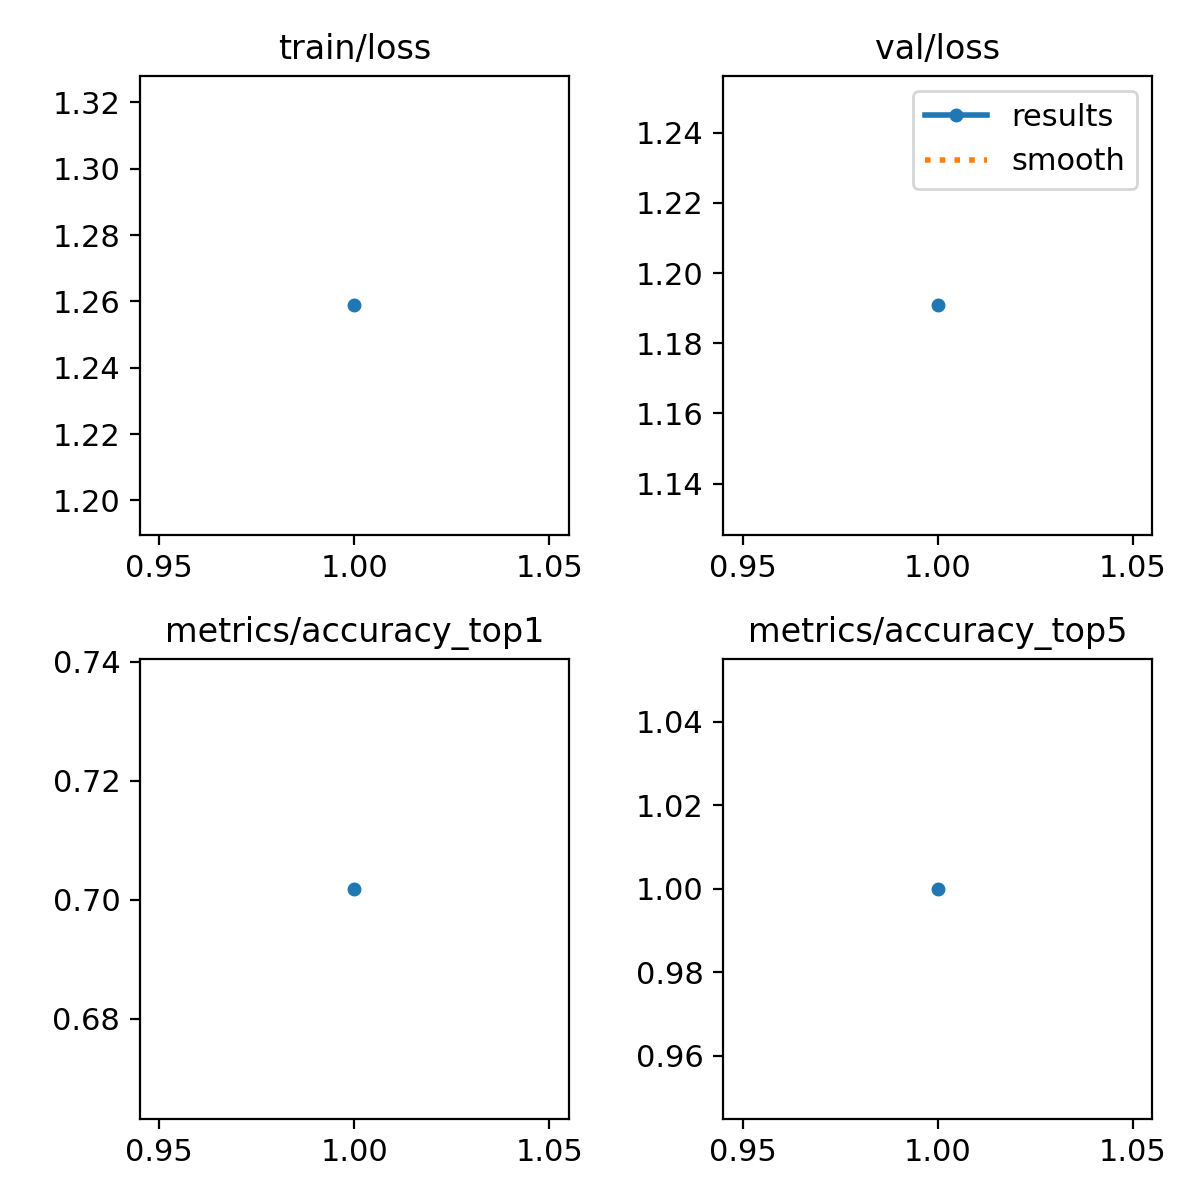 train/loss
1.32
1.30
1.28
1.26
1.24
1.22
1.20
0.95 1.00 1.05
val/loss
results
smooth
1.24
1.22
1.20
1.18
1.16
1.14
0.95 1.00 1.05
metrics/accuracy_top1
0.74
0.72
0.70
0.68
0.95 1.00 1.05
metrics/accuracy_top5
1.04
1.02
1.00
0.98
0.96
0.95 1.00 1.05